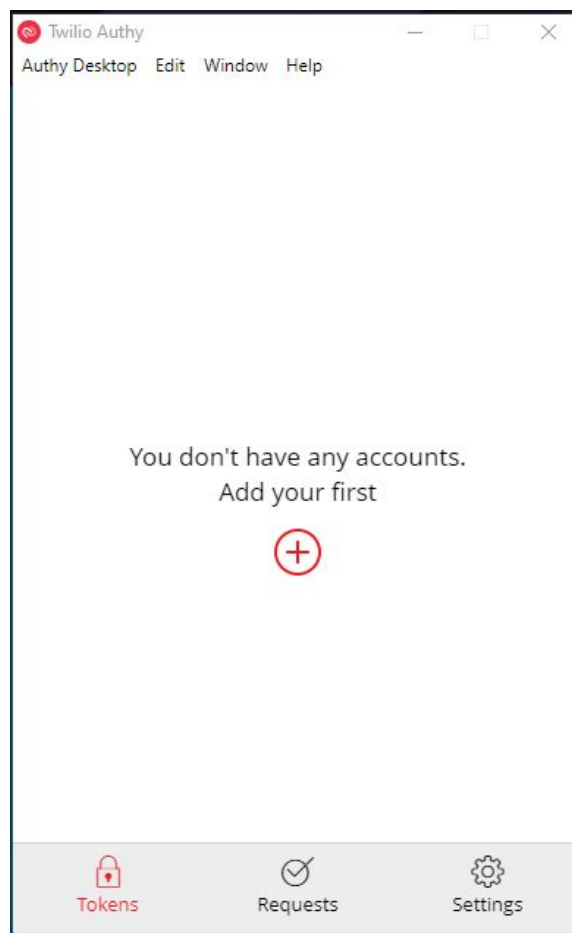 Twilio Authy
Authy Desktop Edit Window Help
You don't have any accounts.
Add your first
Tokens Requests Settings